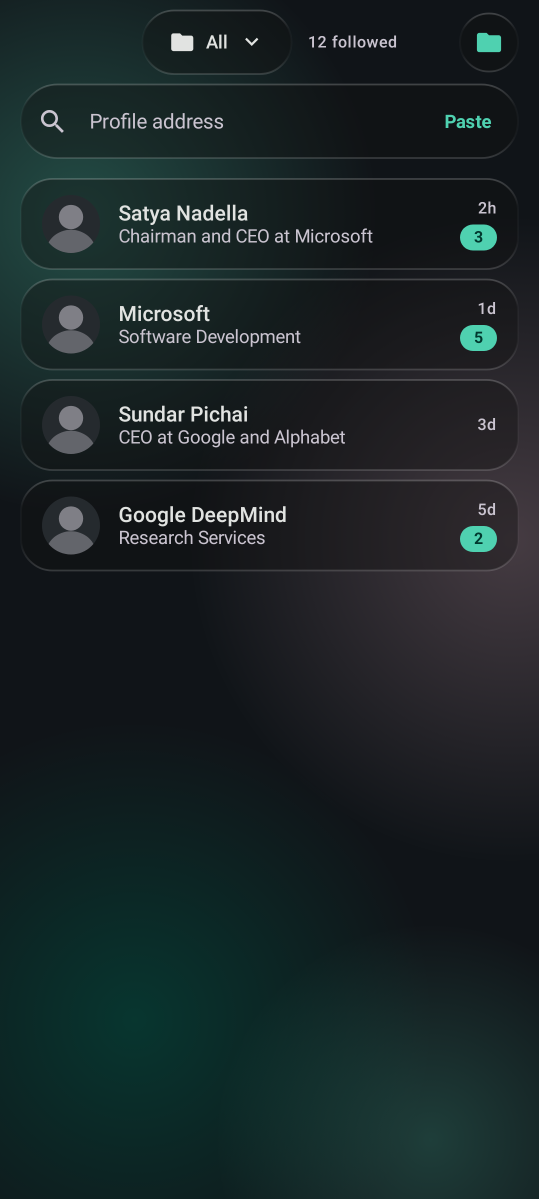 All
12 followed
Profile address
Paste
Satya Nadella
Chairman and CEO at Microsoft
2h
3
Microsoft
Software Development
1d
5
Sundar Pichai
CEO at Google and Alphabet
3d
Google DeepMind
Research Services
5d
2